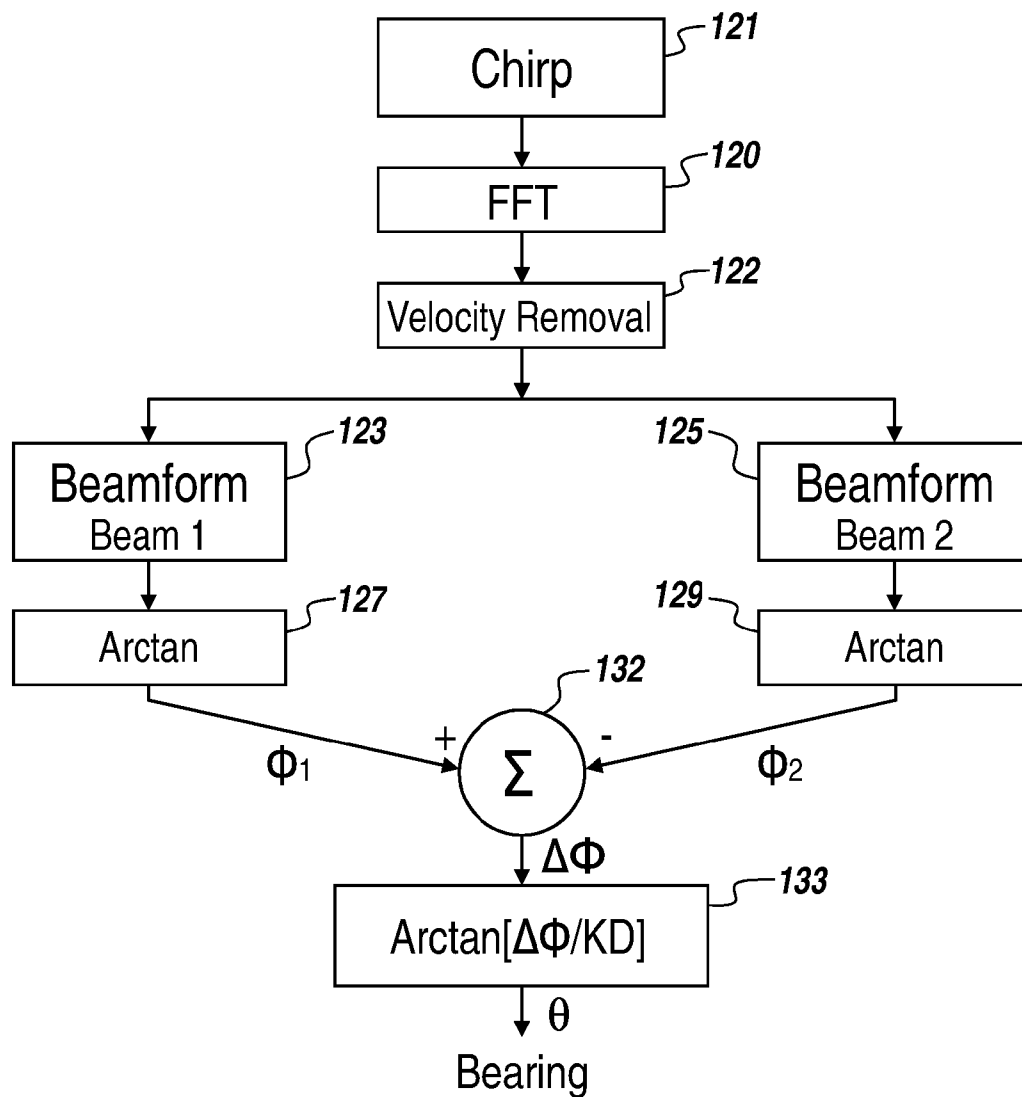 121
Chirp
120
FFT
122
Velocity Removal
123
125
Beamform
Beam 1
Beamform
Beam 2
127
129
Arctan
Arctan
132
+
-
Σ
Φ1
Φ2
ΔΦ
133
Arctan[ΔΦ/KD]
θ
Bearing